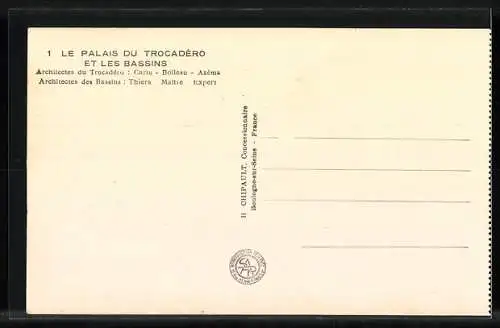 1 LE PALAIS DU TROCADÉRO
ET LES BASSINS
Architectes du Trocadéro : Carlu - Boileau - Azéma
Architectes des Bassins : Thiers Maitre Expert
H CHIPAULT, Concessionnaire
Boulogne-sur-Seine - France